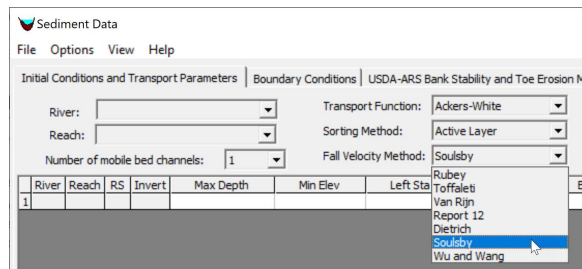 Sediment Data
File Options View Help
Initial Conditions and Transport Parameters Boundary Conditions USDA-ARS Bank Stability and Toe Erosion
River: Transport Function: Ackers-White
Reach: Sorting Method: Active Layer
Number of mobile bed channels: 1 Fall Velocity Method: Soulsby
River Reach RS Invert Max Depth Min Elev Left Sta
1
Rubey
Toffaleti
Van Rijn
Report 12
Dietrich
Soulsby
Wu and Wang